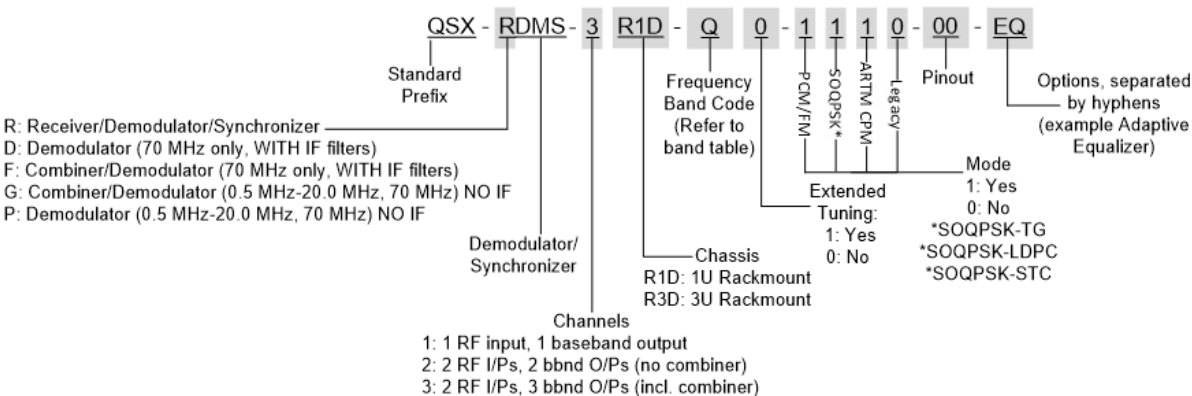 QSX - RDMS - 3 R1D - Q 0 - 1 1 1 0 - 00 - EQ
Standard
Prefix
R: Receiver/Demodulator/Synchronizer
D: Demodulator (70 MHz only, WITH IF filters)
F: Combiner/Demodulator (70 MHz only, WITH IF filters)
G: Combiner/Demodulator (0.5 MHz-20.0 MHz, 70 MHz) NO IF
P: Demodulator (0.5 MHz-20.0 MHz, 70 MHz) NO IF
Demodulator/
Synchronizer
Channels
1: 1 RF input, 1 baseband output
2: 2 RF I/Ps, 2 bbnd O/Ps (no combiner)
3: 2 RF I/Ps, 3 bbnd O/Ps (incl. combiner)
Chassis
R1D: 1U Rackmount
R3D: 3U Rackmount
Frequency
Band Code
(Refer to
band table)
Extended
Tuning:
1: Yes
0: No
PCM/FM
SOQPSK*
ARTM CPM
Legacy
Mode
1: Yes
0: No
*SOQPSK-TG
*SOQPSK-LDPC
*SOQPSK-STC
Pinout
Options, separated
by hyphens
(example Adaptive
Equalizer)